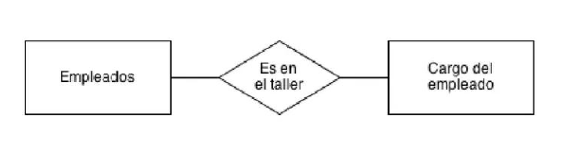 Empleados
Es en
el taller
Cargo del
empleado